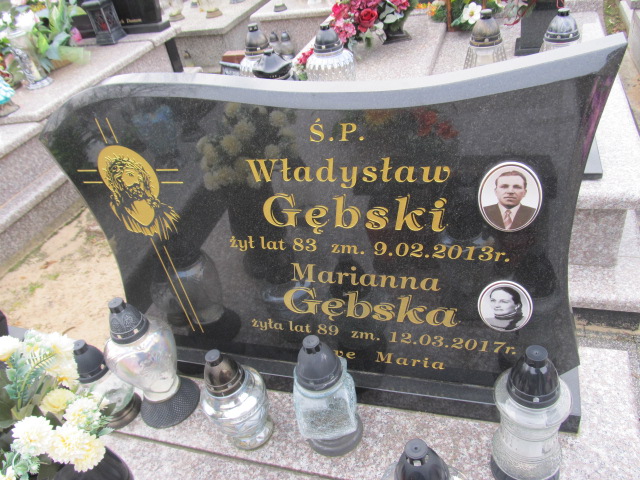 Ś.P.
Władysław
Gębski
żył lat 83 zm. 9.02.2013r.
Marianna
Gębska
żyła lat 89 zm. 12.03.2017r.
Maria